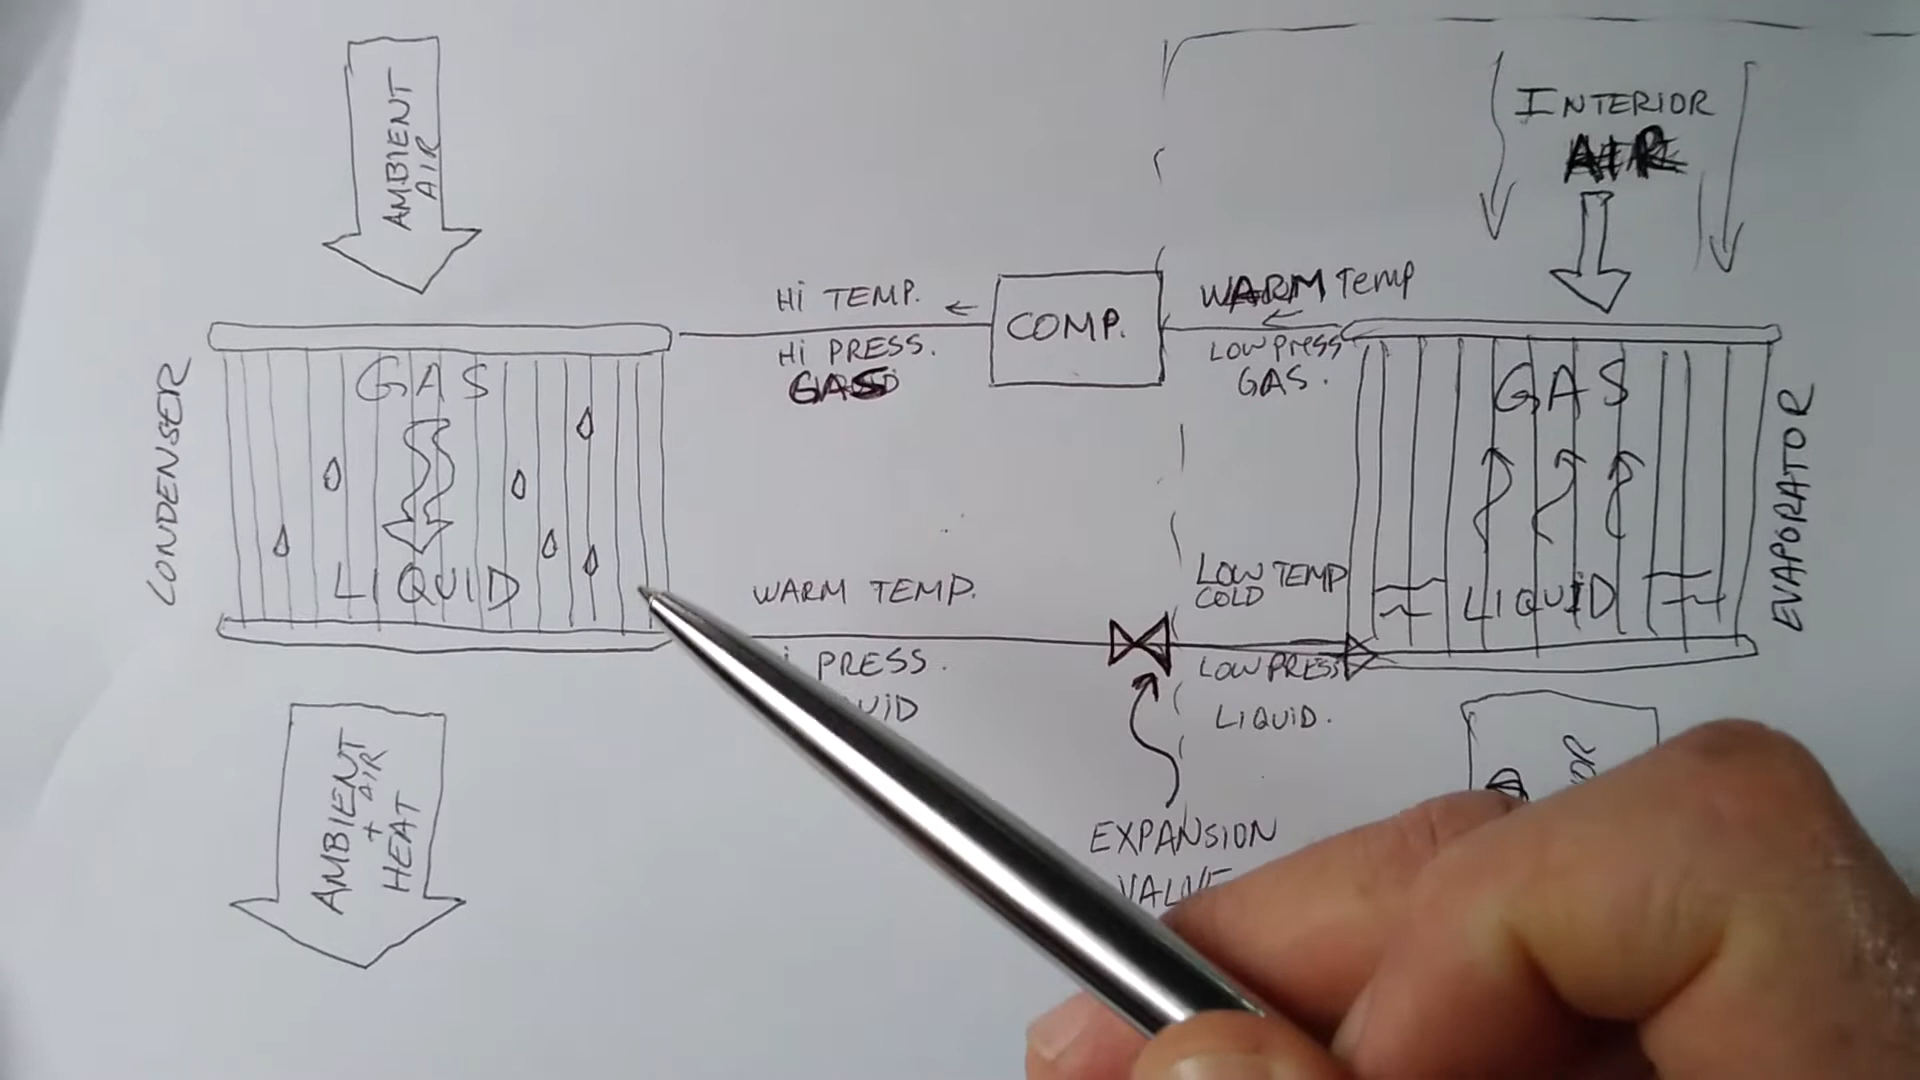 AMBIENT
AIR
INTERIOR
AIR
Hi TEMP.
Hi PRESS.
GAS
COMP.
WARM Temp
LOW PRESS
GAS.
CONDENSER
GAS
LIQUID
GAS
LIQUID
EVAPORATOR
WARM TEMP.
PRESS.
LOW TEMP
COLD
LOW PRESS
LIQUID.
AMBIENT
AIR
+
HEAT
EXPANSION
VALVE